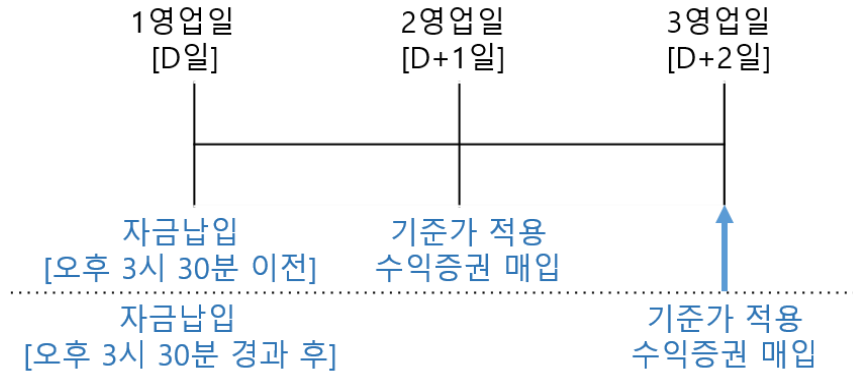 1영업일
[D일]
2영업일
[D+1일]
3영업일
[D+2일]
자금납입
[오후 3시 30분 이전]
기준가 적용
수익증권 매입
자금납입
[오후 3시 30분 경과 후]
기준가 적용
수익증권 매입